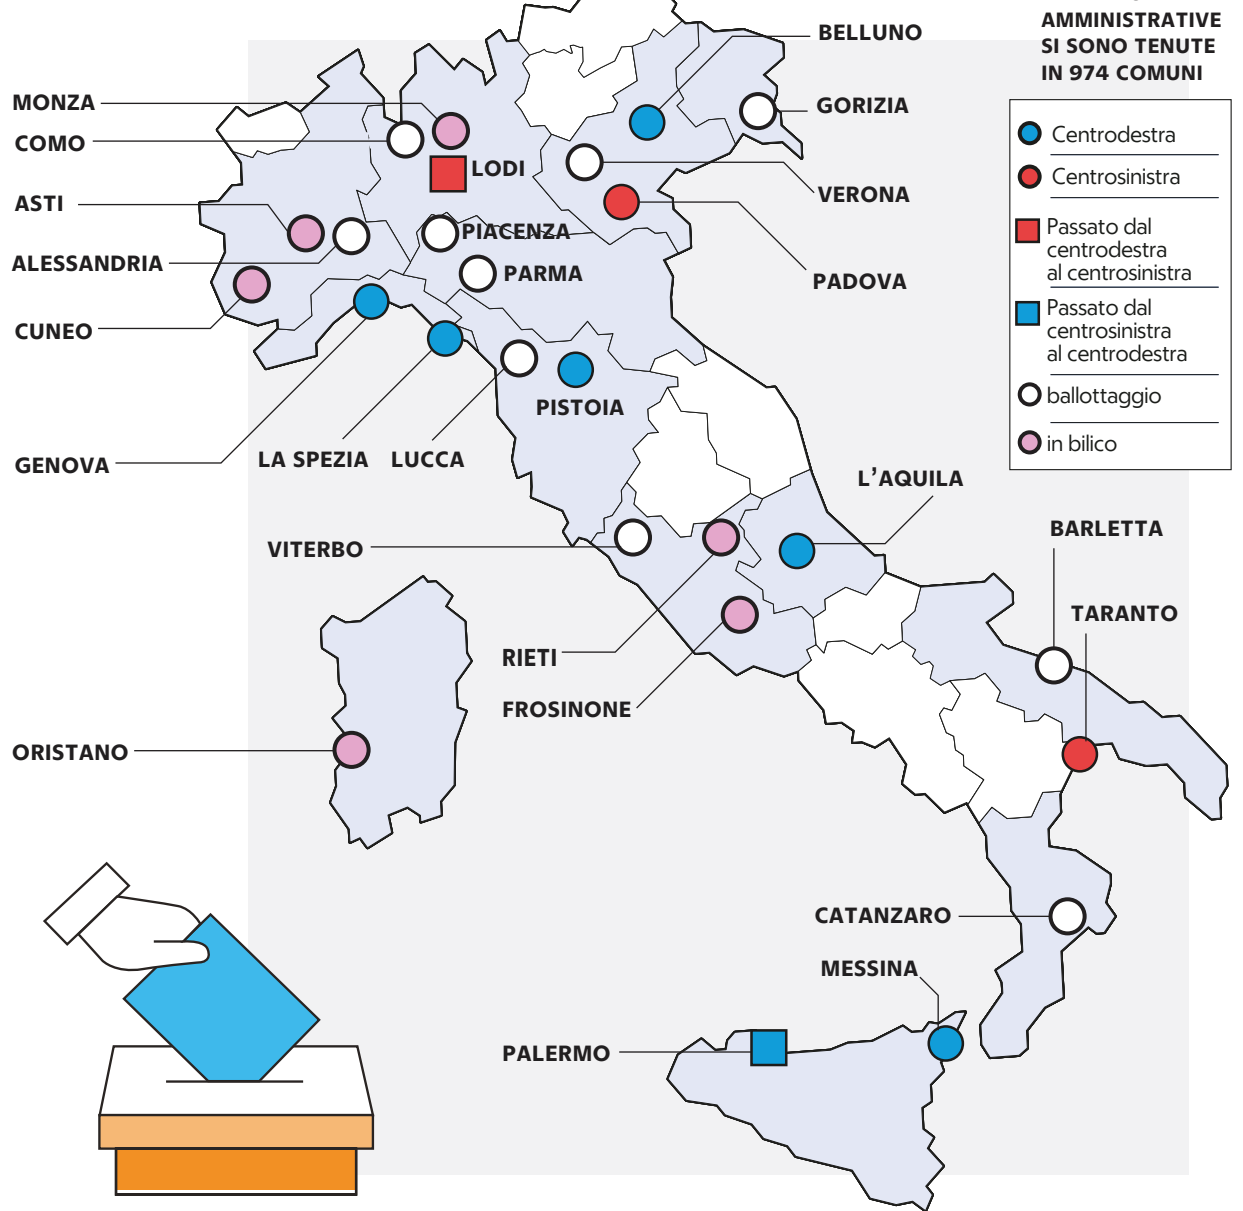 AMMINISTRATIVE
SI SONO TENUTE
IN 974 COMUNI
Centrodestra
Centrosinistra
Passato dal
centrodestra
al centrosinistra
Passato dal
centrosinistra
al centrodestra
ballottaggio
in bilico
BELLUNO
MONZA
GORIZIA
COMO
LODI
VERONA
ASTI
PIACENZA
ALESSANDRIA
PARMA
PADOVA
CUNEO
PISTOIA
GENOVA
LA SPEZIA
LUCCA
L'AQUILA
VITERBO
BARLETTA
TARANTO
RIETI
FROSINONE
ORISTANO
CATANZARO
MESSINA
PALERMO